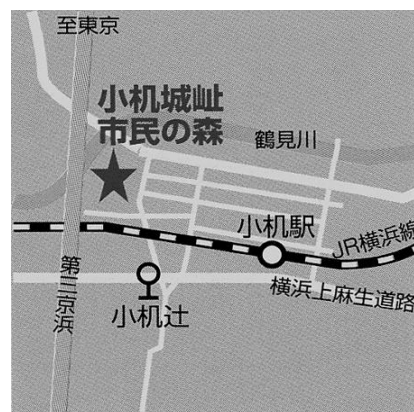 至東京
小机城祉
市民の森
鶴見川
小机駅
JR横浜線
第三京浜
横浜上麻生道路
小机辻